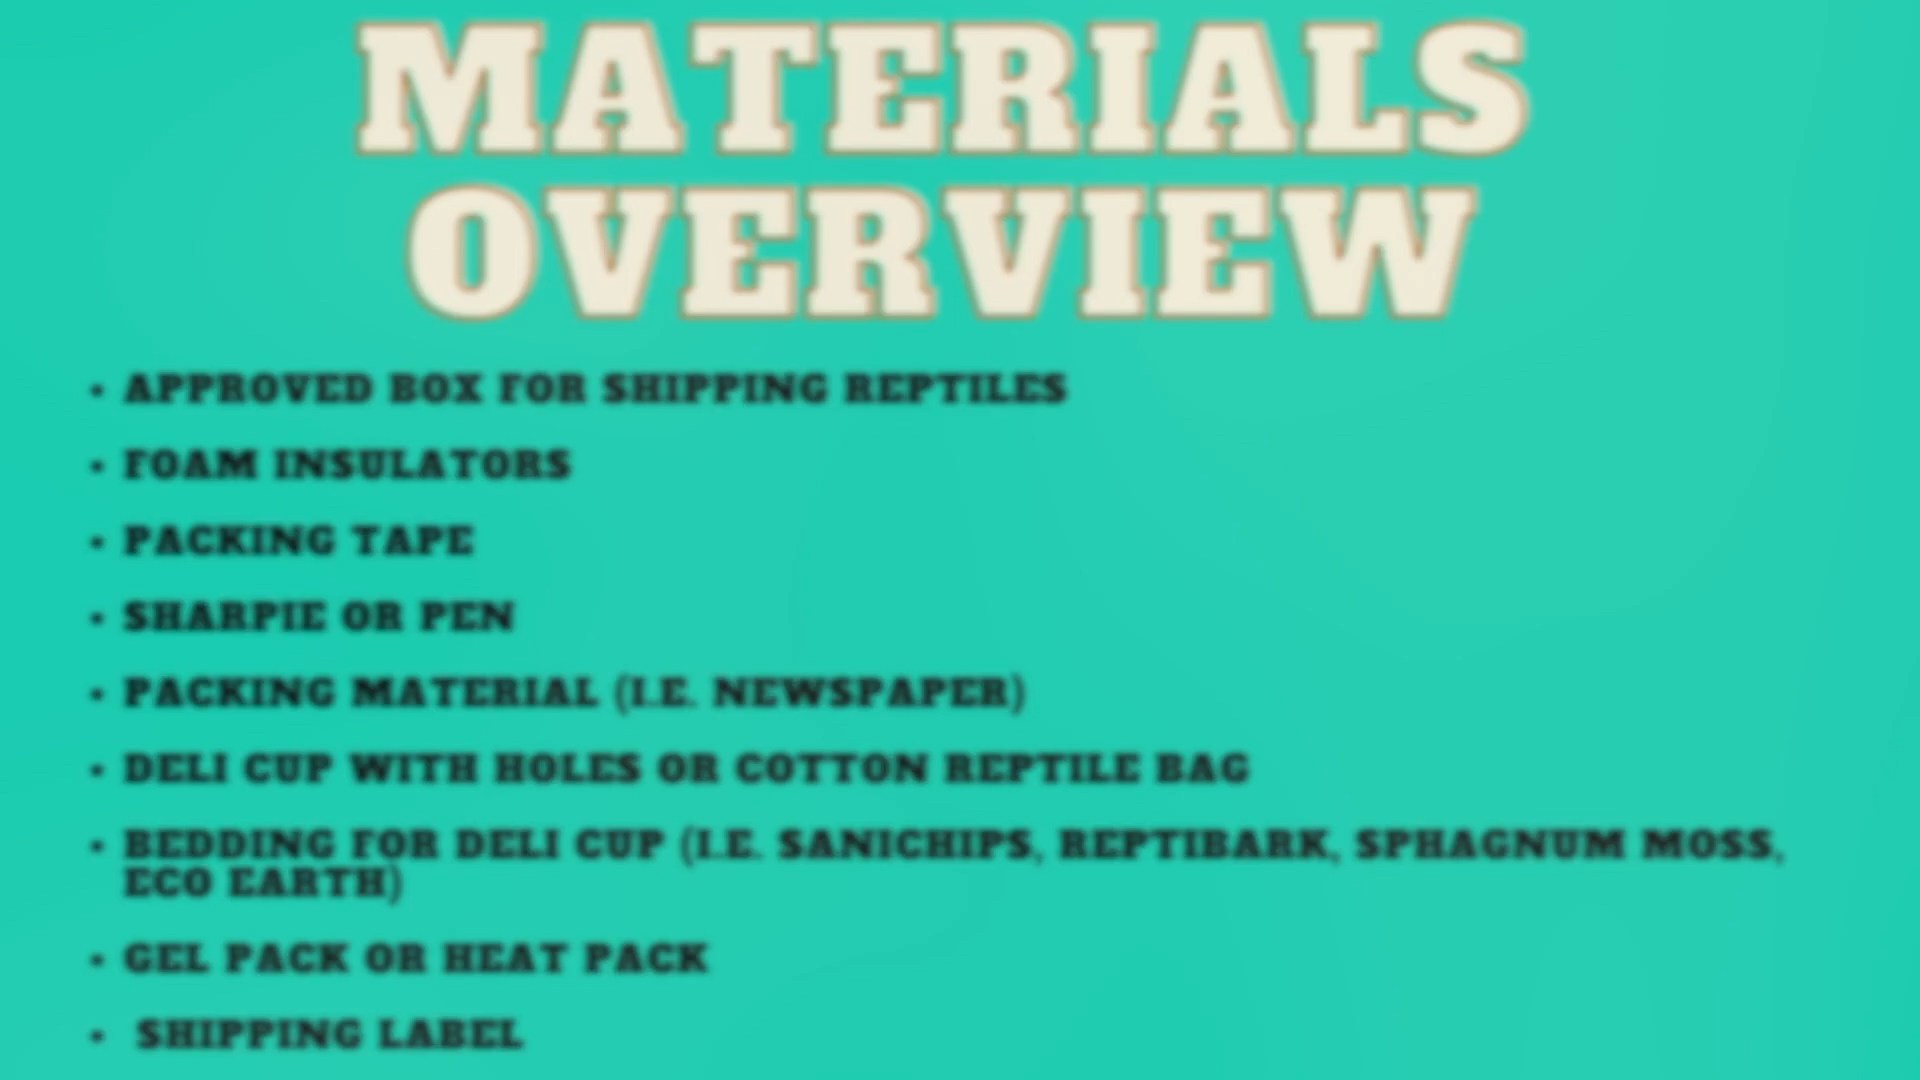 MATERIALS
OVERVIEW
• APPROVED BOX FOR SHIPPING REPTILES
• FOAM INSULATORS
• PACKING TAPE
• SHARPIE OR PEN
• PACKING MATERIAL (I.E. NEWSPAPER)
• DELI CUP WITH HOLES OR COTTON REPTILE BAG
• BEDDING FOR DELI CUP (I.E. SANICHIPS, REPTIBARK, SPHAGNUM MOSS,
ECO EARTH)
• GEL PACK OR HEAT PACK
• SHIPPING LABEL